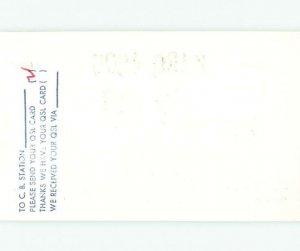 TO C. B. STATION
PLEASE SEND YOUR QSL CARD [✓]
THANKS WE HAVE YOUR QSL CARD ( )
WE RECEIVED YOUR QSL VIA